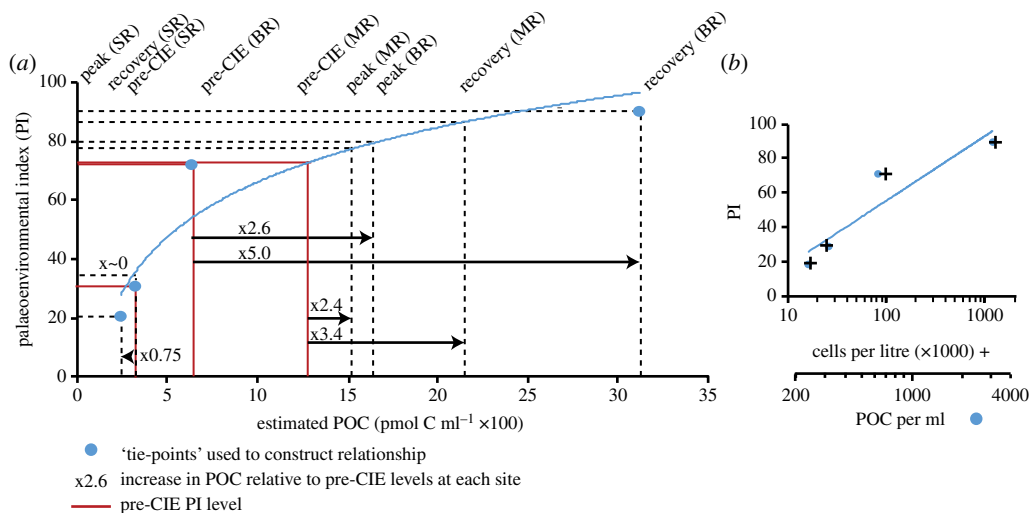 (a)
peak (SR)
recovery (SR)
pre-CIE (SR)
pre-CIE (BR)
pre-CIE (MR)
peak (MR)
peak (BR)
recovery (MR)
recovery (BR)
palaeoenvironmental index (PI)
100
80
60
40
20
0
x2.6
x5.0
x~0
x2.4
x3.4
x0.75
0 5 10 15 20 25 30 35
estimated POC (pmol C ml⁻¹ ×100)
'tie-points' used to construct relationship
x2.6 increase in POC relative to pre-CIE levels at each site
pre-CIE PI level
(b)
PI
100
80
60
40
20
0
10 100 1000
cells per litre (×1000) +
200 1000 4000
POC per ml